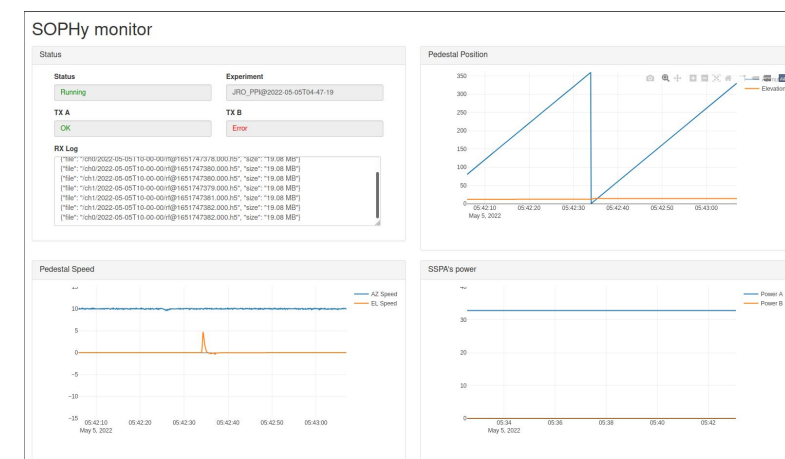 SOPHy monitor
Status
Status
Experiment
Running
JRO_PPI@2022-05-05T04-47-19
TX A
TX B
OK
Error
RX Log
{"file": "/ch0/2022-05-05T10-00-00/rf@1651747378.000.h5", "size": "19.08 MB"}
{"file": "/ch0/2022-05-05T10-00-00/rf@1651747380.000.h5", "size": "19.08 MB"}
{"file": "/ch1/2022-05-05T10-00-00/rf@1651747380.000.h5", "size": "19.08 MB"}
{"file": "/ch1/2022-05-05T10-00-00/rf@1651747379.000.h5", "size": "19.08 MB"}
{"file": "/ch1/2022-05-05T10-00-00/rf@1651747381.000.h5", "size": "19.08 MB"}
{"file": "/ch1/2022-05-05T10-00-00/rf@1651747382.000.h5", "size": "19.08 MB"}
{"file": "/ch0/2022-05-05T10-00-00/rf@1651747382.000.h5", "size": "19.08 MB"}
Pedestal Position
350
300
250
200
150
100
50
0
Elevation
05:42:10 05:42:20 05:42:30 05:42:40 05:42:50 05:43:00
May 5, 2022
Pedestal Speed
15
10
5
0
−5
−10
−15
AZ Speed
EL Speed
05:42:10 05:42:20 05:42:30 05:42:40 05:42:50 05:43:00
May 5, 2022
SSPA's power
40
30
20
10
0
Power A
Power B
05:34 05:36 05:38 05:40 05:42
May 5, 2022